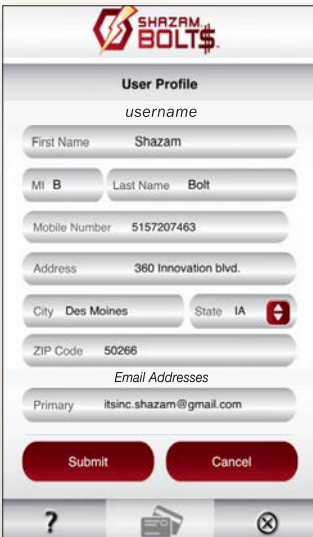 SHAZAM
BOLT$
User Profile
username
First Name Shazam
MI B Last Name Bolt
Mobile Number 5157207463
Address 360 Innovation blvd.
City Des Moines State IA
ZIP Code 50266
Email Addresses
Primary itsinc.shazam@gmail.com
Submit Cancel
?